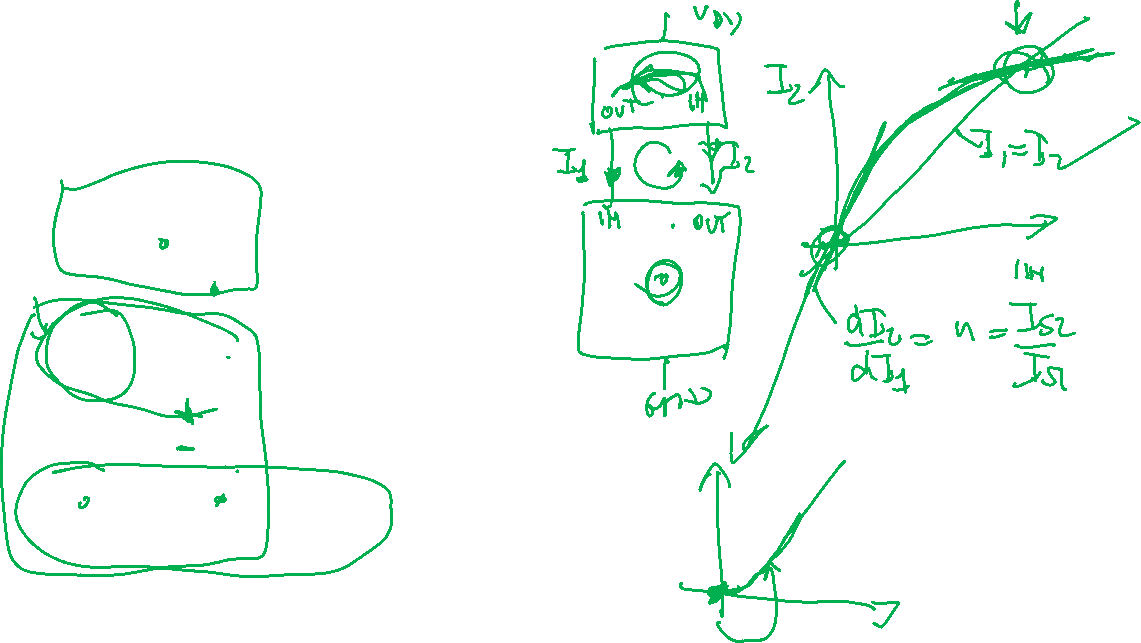 VDD
OUT IN
I1 I2
IN OUT
GND
I2
I1=I2
IN
dI2/dI1 = n = IS2/IS1